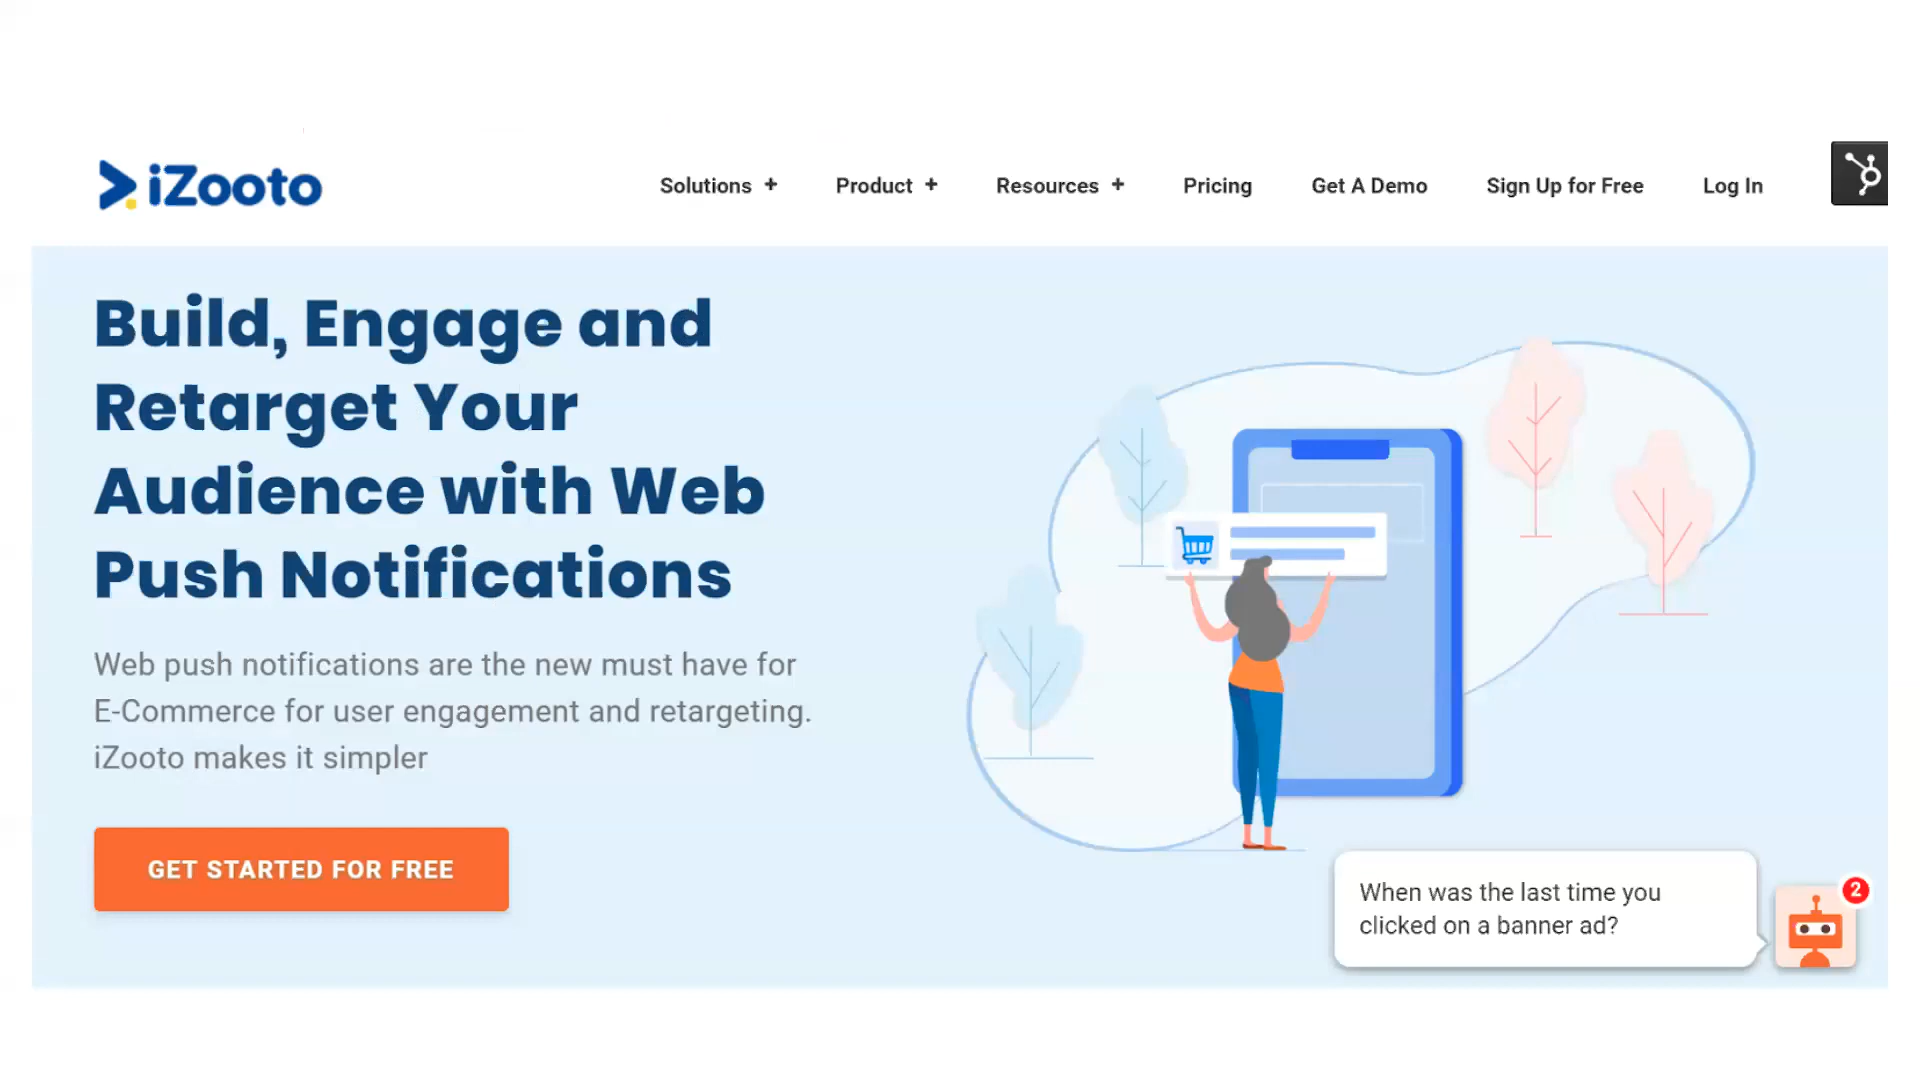 iZooto
Solutions +
Product +
Resources +
Pricing
Get A Demo
Sign Up for Free
Log In
Build, Engage and
Retarget Your
Audience with Web
Push Notifications
Web push notifications are the new must have for
E-Commerce for user engagement and retargeting.
iZooto makes it simpler
GET STARTED FOR FREE
When was the last time you
clicked on a banner ad?
2